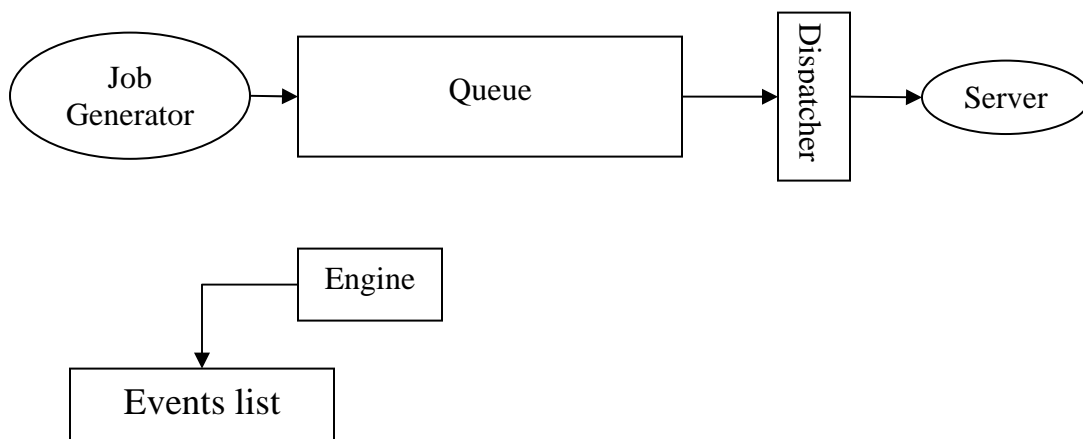 Job
Generator
Queue
Dispatcher
Server
Engine
Events list